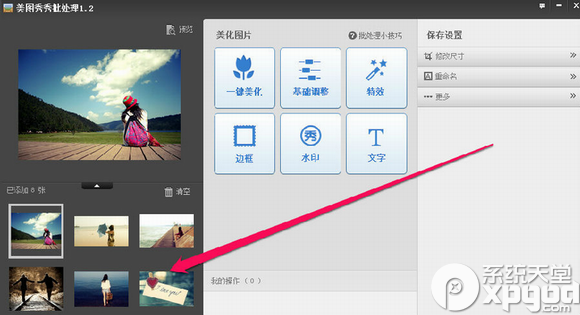 美图秀秀批处理1.2
预览
美化图片
批处理小技巧
保存设置
一键美化
基础调整
特效
修改尺寸
重命名
更多
边框
水印
文字
秀
T
A
已添加 8 张
清空
I love you!
我的操作 ( 0 )
系统天堂
xpgod